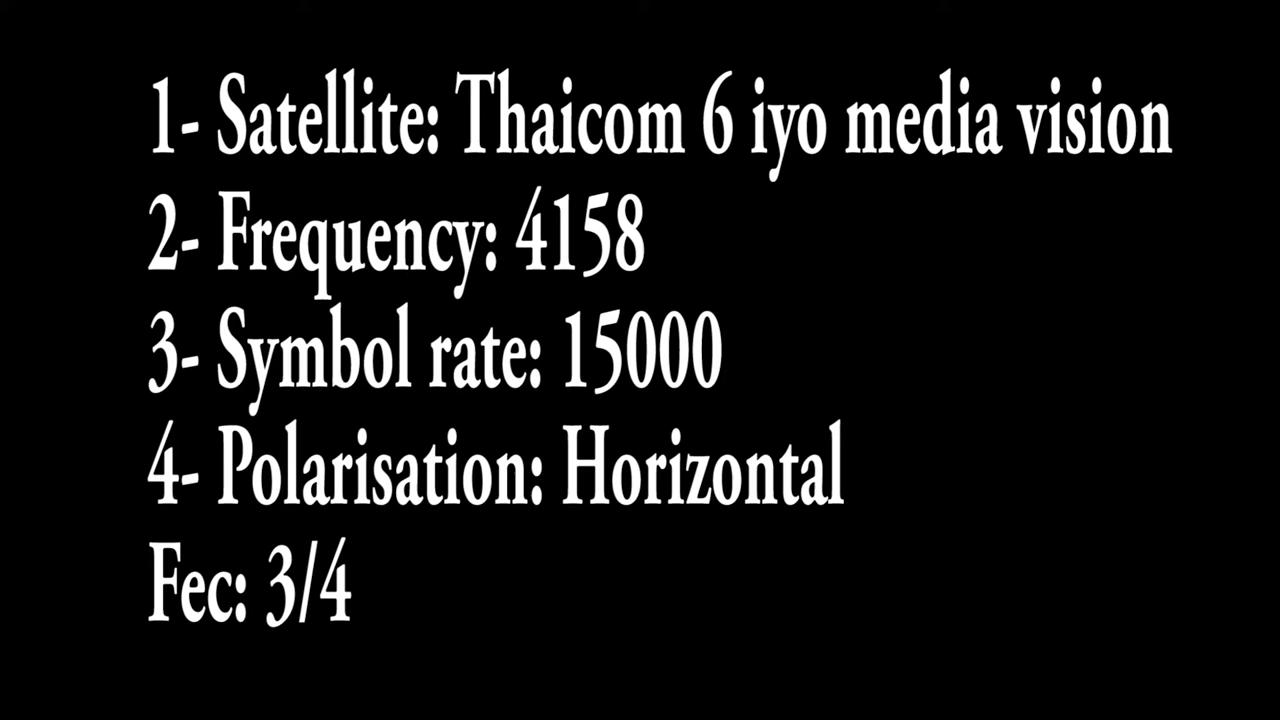 1- Satellite: Thaicom 6 iyo media vision
2- Frequency: 4158
3- Symbol rate: 15000
4- Polarisation: Horizontal
Fec: 3/4